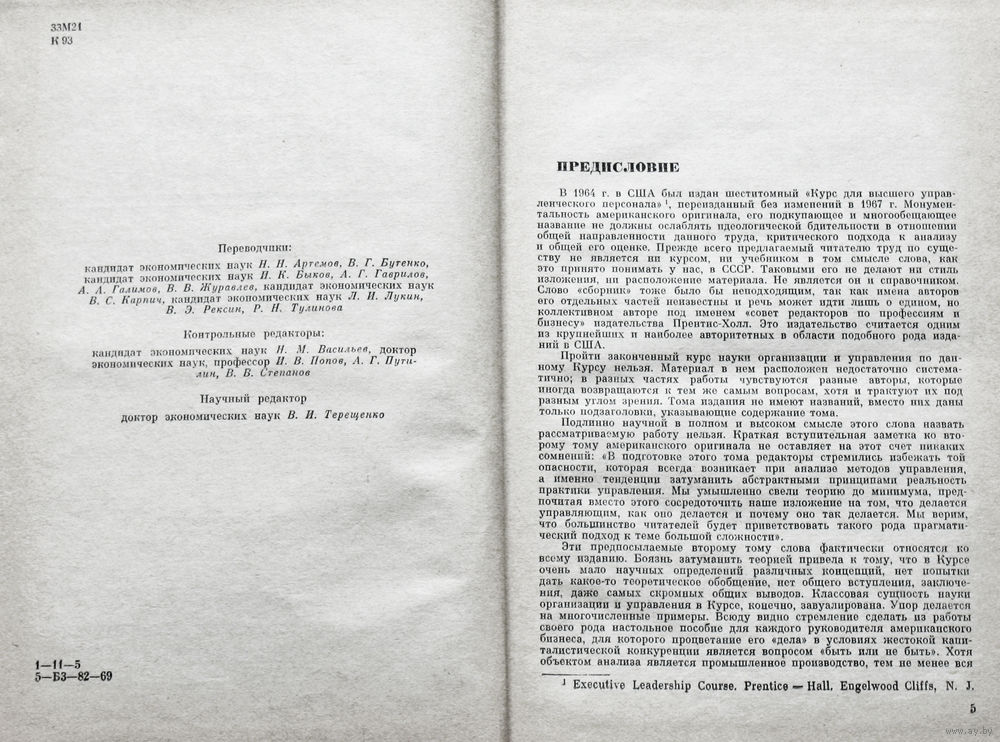 33М21
К 93
Переводчики:
кандидат экономических наук Н. Н. Артемов, В. Г. Бутенко,
кандидат экономических наук И. К. Быков, А. Г. Гаврилов,
А. А. Галимов, В. В. Журавлев, кандидат экономических наук
В. С. Карпич, кандидат экономических наук Л. И. Лукин,
В. Э. Рексин, Р. Н. Тулинова
Контрольные редакторы:
кандидат экономических наук Н. М. Васильев, доктор
экономических наук, профессор И. В. Попов, А. Г. Пути-
лин, В. В. Степанов
Научный редактор
доктор экономических наук В. И. Терещенко
1—11—5
5—БЗ—82—69
ПРЕДИСЛОВИЕ
В 1964 г. в США был издан шеститомный «Курс для высшего управ-
ленческого персонала» ¹, переизданный без изменений в 1967 г. Монумен-
тальность американского оригинала, его подкупающее и многообещающее
название не должны ослаблять идеологической бдительности в отношении
общей направленности данного труда, критического подхода к анализу
и общей его оценке. Прежде всего предлагаемый читателю труд по суще-
ству не является ни курсом, ни учебником в том смысле слова, как
это принято понимать у нас, в СССР. Таковыми его не делают ни стиль
изложения, ни расположение материала. Не является он и справочником.
Слово «сборник» тоже было бы неподходящим, так как имена авторов
его отдельных частей неизвестны и речь может идти лишь о едином, но
коллективном авторе под именем «совет редакторов по профессиям и
бизнесу» издательства Прентис-Холл. Это издательство считается одним
из крупнейших и наиболее авторитетных в области подобного рода изда-
ний в США.
Пройти законченный курс науки организации и управления по дан-
ному Курсу нельзя. Материал в нем расположен недостаточно система-
тично; в разных частях работы чувствуются разные авторы, которые
иногда возвращаются к тем же самым вопросам, хотя и трактуют их под
разным углом зрения. Тома издания не имеют названий, вместо них даны
только подзаголовки, указывающие содержание тома.
Подлинно научной в полном и высоком смысле этого слова назвать
рассматриваемую работу нельзя. Краткая вступительная заметка ко вто-
рому тому американского оригинала не оставляет на этот счет никаких
сомнений: «В подготовке этого тома редакторы стремились избежать той
опасности, которая всегда возникает при анализе методов управления,
а именно тенденции затуманить абстрактными принципами реальность
практики управления. Мы умышленно свели теорию до минимума, пред-
почитая вместо этого сосредоточить наше изложение на том, что делается
управляющим, как оно делается и почему оно так делается. Мы верим,
что большинство читателей будет приветствовать такого рода прагмати-
ческий подход к теме большой сложности».
Эти предпосылаемые второму тому слова фактически относятся ко
всему изданию. Боязнь затуманить теорией привела к тому, что в Курсе
очень мало научных определений различных концепций, нет попытки
дать какое-то теоретическое обобщение, нет общего вступления, заключе-
ния, даже самых скромных общих выводов. Классовая сущность науки
организации и управления в Курсе, конечно, завуалирована. Упор делается
на многочисленные примеры. Всюду видно стремление сделать из работы
своего рода настольное пособие для каждого руководителя американского
бизнеса, для которого процветание его «дела» в условиях жестокой капи-
талистической конкуренции является вопросом «быть или не быть». Хотя
объектом анализа является промышленное производство, тем не менее вся
¹ Executive Leadership Course. Prentice — Hall. Engelwood Cliffs, N. J.
5
www.ay.by